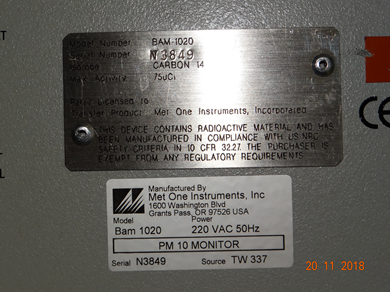 Model Number: BAM-1020
Serial Number: N3849
CARBON 14
Max. Activity: 75uCi
Licensed to
Product: Met One Instruments, Incorporated
THIS DEVICE CONTAINS RADIOACTIVE MATERIAL AND HAS
BEEN MANUFACTURED IN COMPLIANCE WITH US NRC
SAFETY CRITERIA IN 10 CFR 32.27. THE PURCHASER IS
EXEMPT FROM ANY REGULATORY REQUIREMENTS.
CE
Manufactured By
Met One Instruments, Inc
1600 Washington Blvd
Grants Pass, OR 97526 USA
Model Power
Bam 1020 220 VAC 50Hz
PM 10 MONITOR
Serial N3849 Source TW 337
20 11 2018